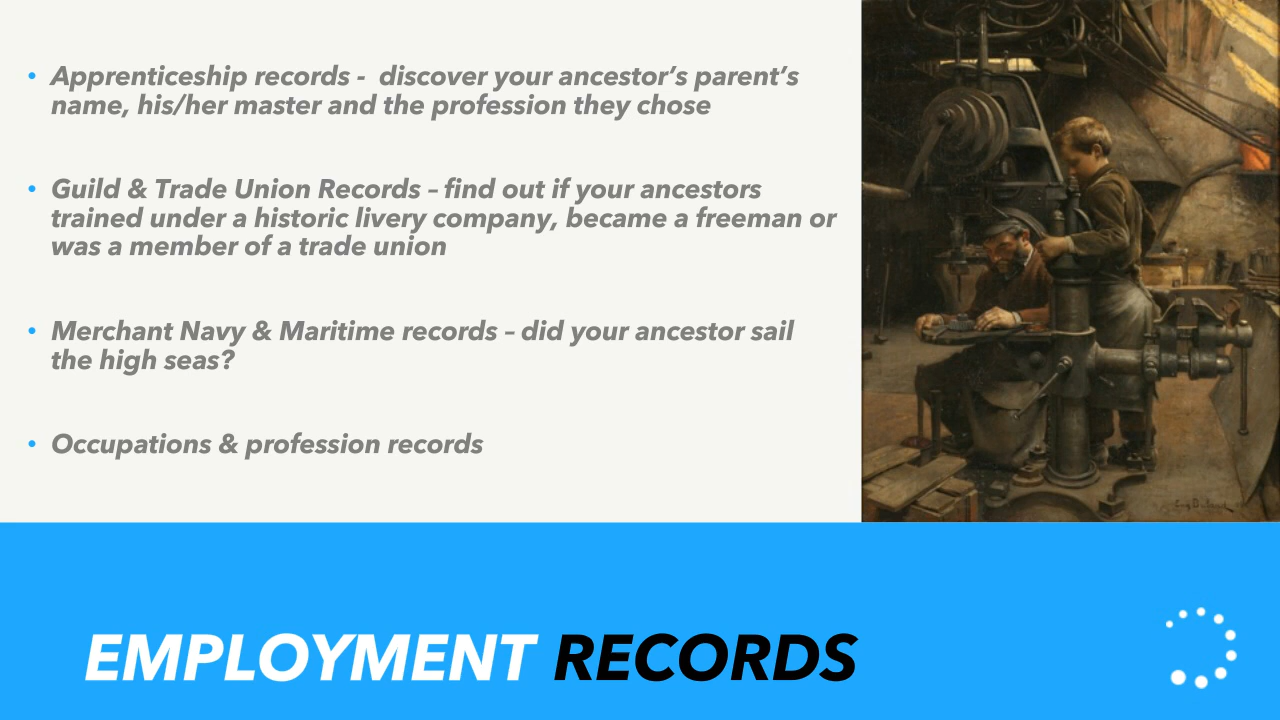 • Apprenticeship records -  discover your ancestor’s parent’s
name, his/her master and the profession they chose
• Guild & Trade Union Records – find out if your ancestors
trained under a historic livery company, became a freeman or
was a member of a trade union
• Merchant Navy & Maritime records – did your ancestor sail
the high seas?
• Occupations & profession records
EMPLOYMENT RECORDS